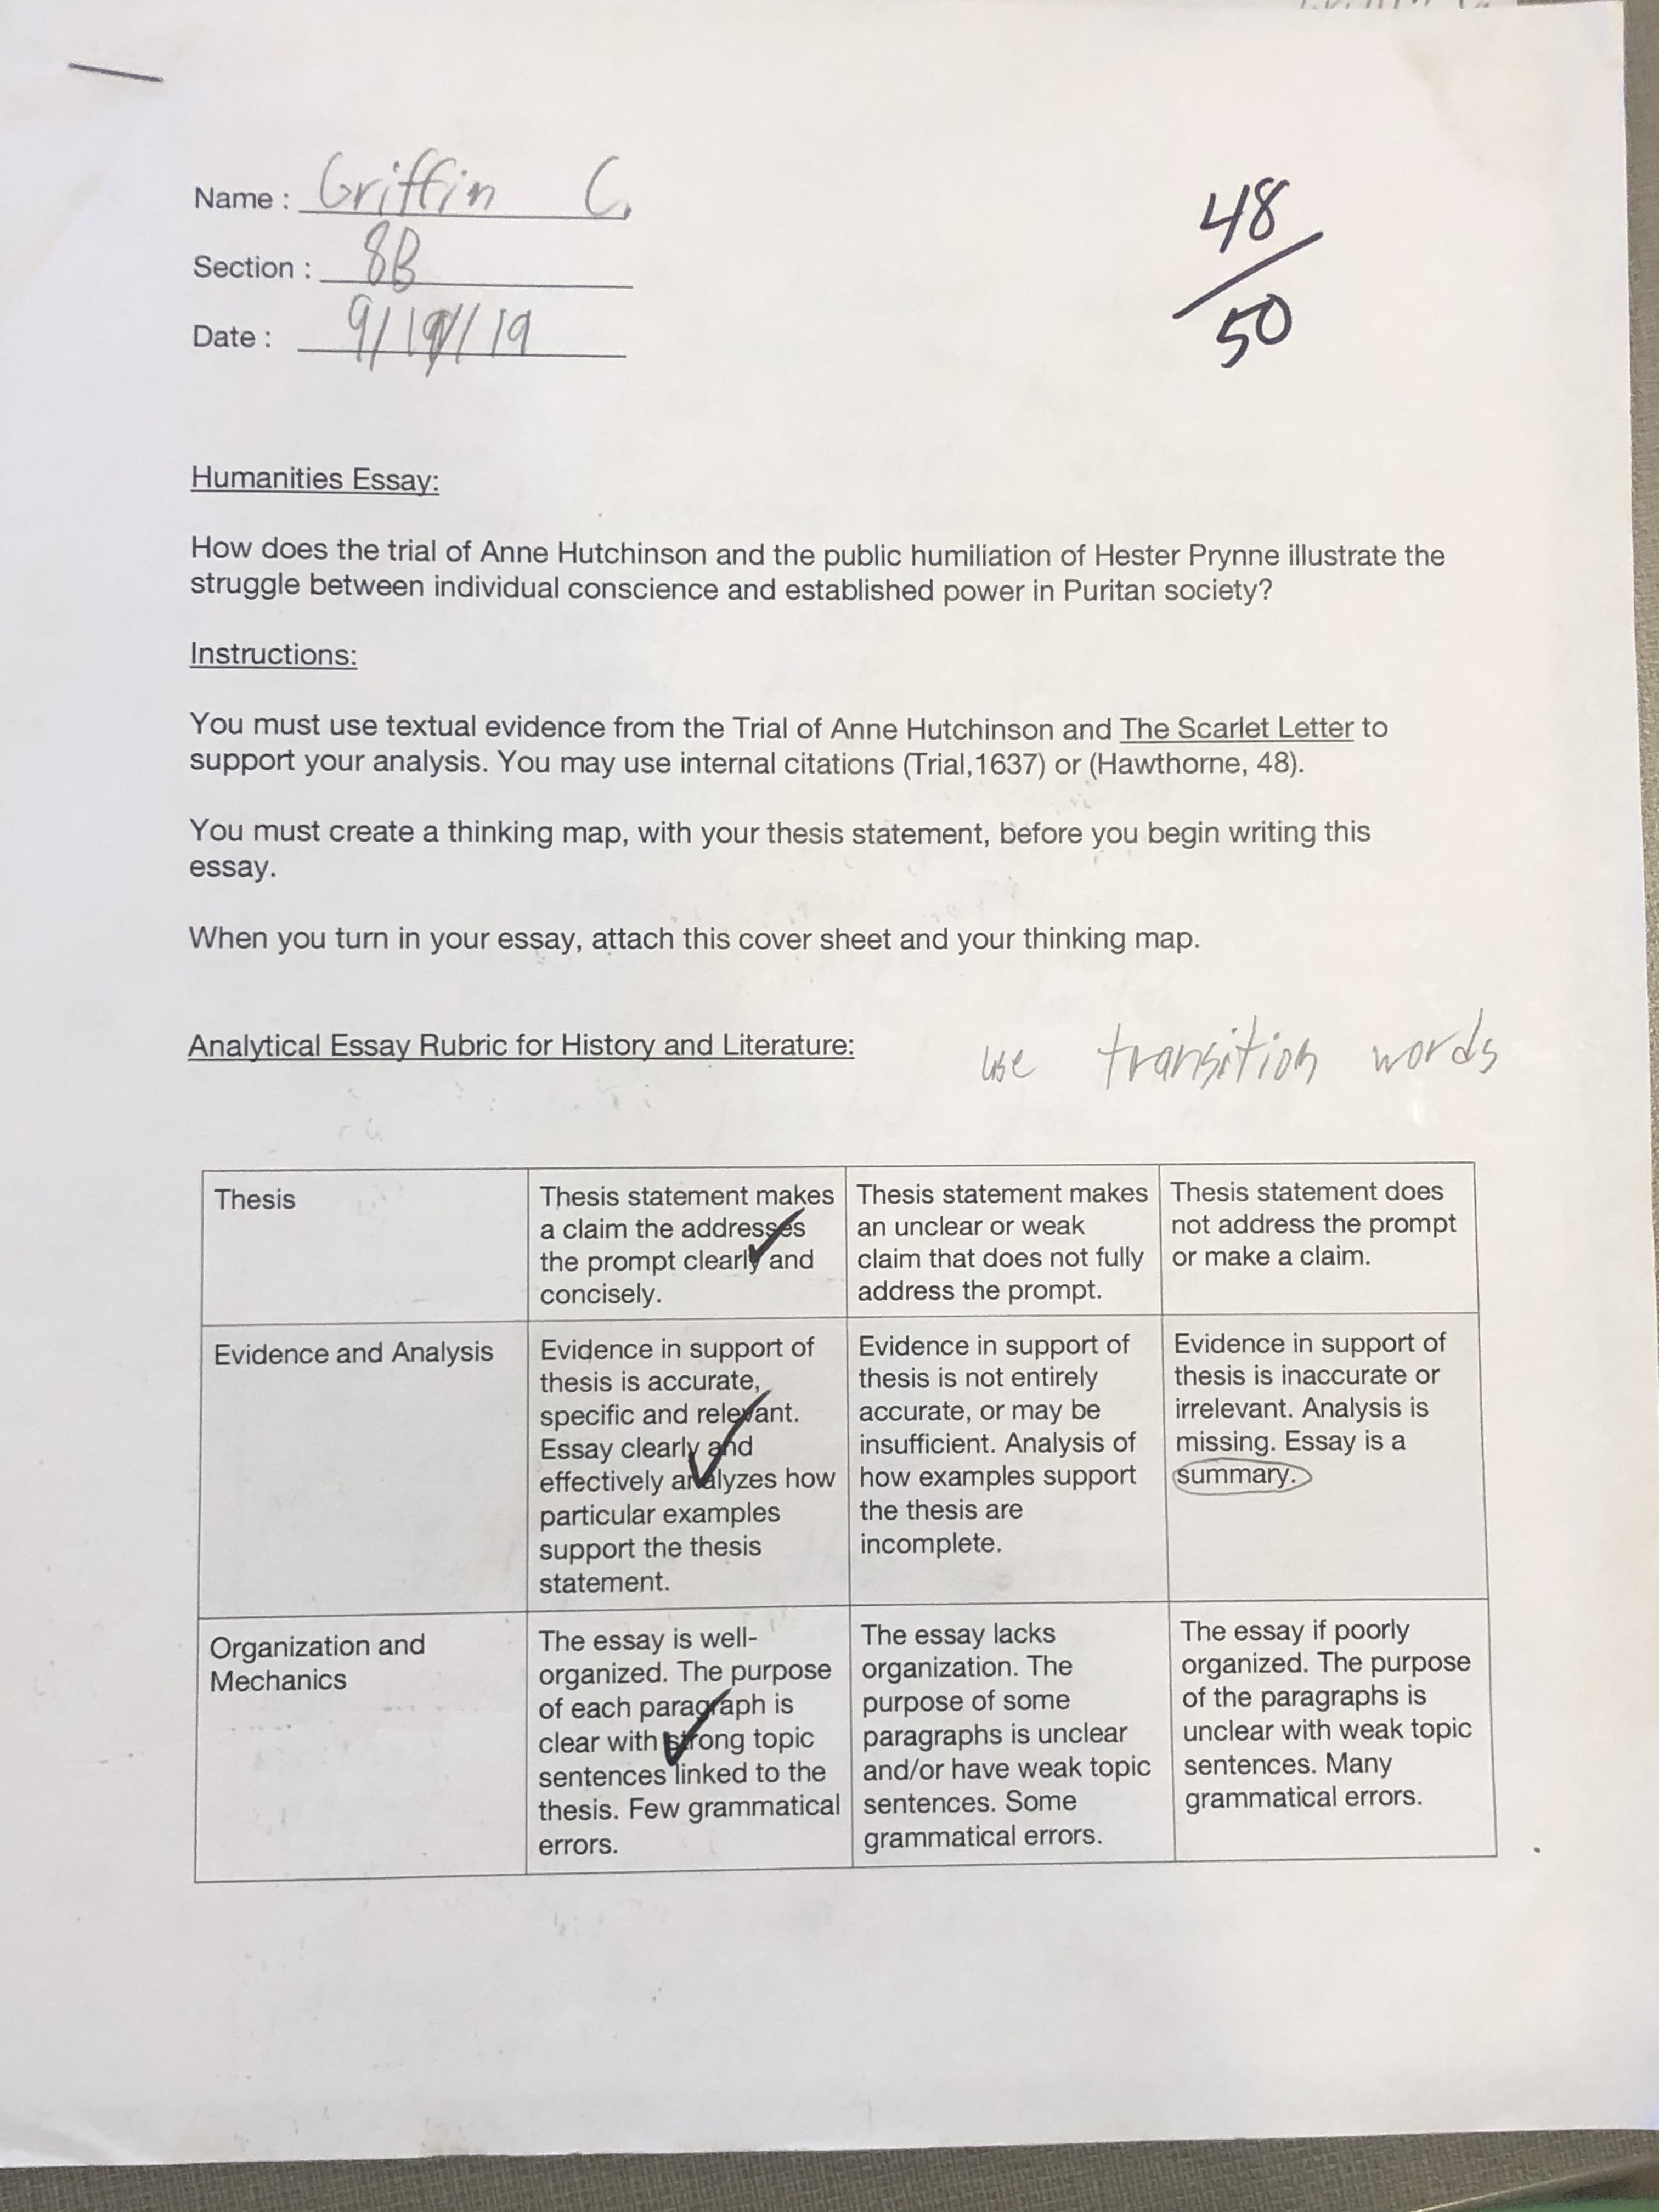 Name : Griffin C.
48
Section : 8B
50
Date : 9/19/19
Humanities Essay:
How does the trial of Anne Hutchinson and the public humiliation of Hester Prynne illustrate the
struggle between individual conscience and established power in Puritan society?
Instructions:
You must use textual evidence from the Trial of Anne Hutchinson and The Scarlet Letter to
support your analysis. You may use internal citations (Trial,1637) or (Hawthorne, 48).
You must create a thinking map, with your thesis statement, before you begin writing this
essay.
When you turn in your essay, attach this cover sheet and your thinking map.
Analytical Essay Rubric for History and Literature:
use transition words
Thesis
Thesis statement makes
a claim the addresses
the prompt clearly and
concisely.
Thesis statement makes
an unclear or weak
claim that does not fully
address the prompt.
Thesis statement does
not address the prompt
or make a claim.
Evidence and Analysis
Evidence in support of
thesis is accurate,
specific and relevant.
Essay clearly and
effectively analyzes how
particular examples
support the thesis
statement.
Evidence in support of
thesis is not entirely
accurate, or may be
insufficient. Analysis of
how examples support
the thesis are
incomplete.
Evidence in support of
thesis is inaccurate or
irrelevant. Analysis is
missing. Essay is a
summary.
Organization and
Mechanics
The essay is well-
organized. The purpose
of each paragraph is
clear with strong topic
sentences linked to the
thesis. Few grammatical
errors.
The essay lacks
organization. The
purpose of some
paragraphs is unclear
and/or have weak topic
sentences. Some
grammatical errors.
The essay if poorly
organized. The purpose
of the paragraphs is
unclear with weak topic
sentences. Many
grammatical errors.